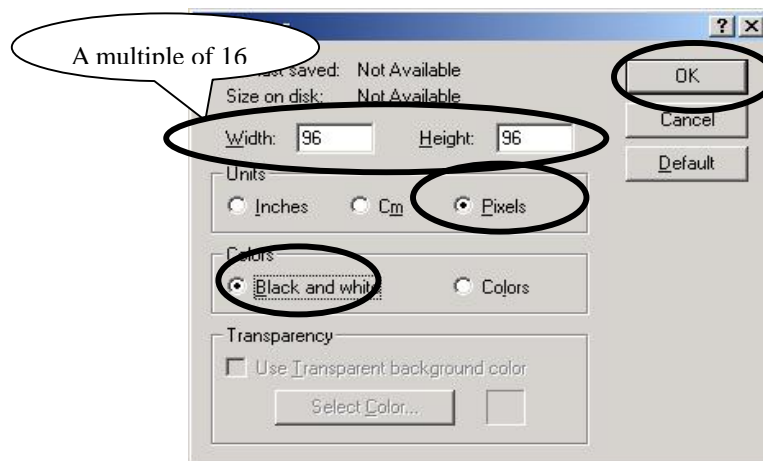 A multiple of 16
saved: Not Available
Size on disk: Not Available
Width: 96 Height: 96
Units
Inches Cm Pixels
Colors
Black and white Colors
Transparency
Use Transparent background color
Select Color...
OK
Cancel
Default